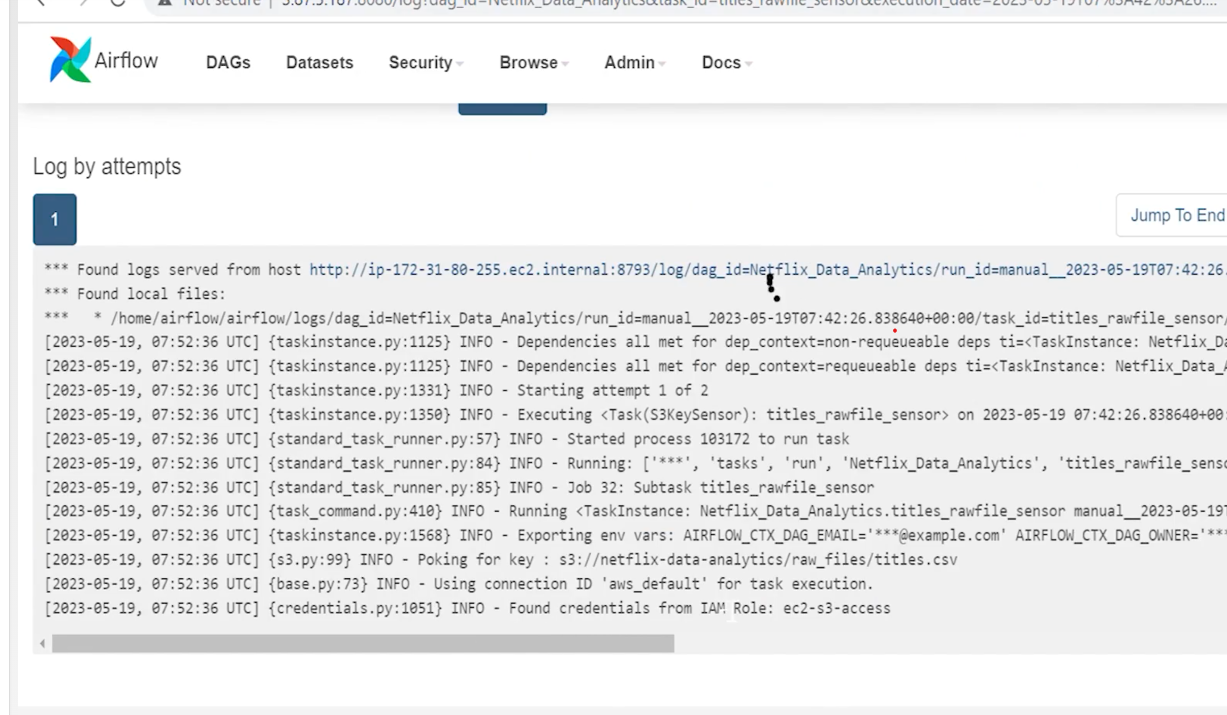 Not secure | 3.87.5.187:8080/log?dag_id=Netflix_Data_Analytics&task_id=titles_rawfile_sensor&execution_date=2023-05-19T07%3A42%3A26....
Airflow DAGs Datasets Security Browse Admin Docs
Log by attempts
1
Jump To End
*** Found logs served from host http://ip-172-31-80-255.ec2.internal:8793/log/dag_id=Netflix_Data_Analytics/run_id=manual__2023-05-19T07:42:26.
*** Found local files:
***   * /home/airflow/airflow/logs/dag_id=Netflix_Data_Analytics/run_id=manual__2023-05-19T07:42:26.838640+00:00/task_id=titles_rawfile_sensor/
[2023-05-19, 07:52:36 UTC] {taskinstance.py:1125} INFO - Dependencies all met for dep_context=non-requeueable deps ti=<TaskInstance: Netflix_Da
[2023-05-19, 07:52:36 UTC] {taskinstance.py:1125} INFO - Dependencies all met for dep_context=requeueable deps ti=<TaskInstance: Netflix_Data_A
[2023-05-19, 07:52:36 UTC] {taskinstance.py:1331} INFO - Starting attempt 1 of 2
[2023-05-19, 07:52:36 UTC] {taskinstance.py:1350} INFO - Executing <Task(S3KeySensor): titles_rawfile_sensor> on 2023-05-19 07:42:26.838640+00:
[2023-05-19, 07:52:36 UTC] {standard_task_runner.py:57} INFO - Started process 103172 to run task
[2023-05-19, 07:52:36 UTC] {standard_task_runner.py:84} INFO - Running: ['***', 'tasks', 'run', 'Netflix_Data_Analytics', 'titles_rawfile_senso
[2023-05-19, 07:52:36 UTC] {standard_task_runner.py:85} INFO - Job 32: Subtask titles_rawfile_sensor
[2023-05-19, 07:52:36 UTC] {task_command.py:410} INFO - Running <TaskInstance: Netflix_Data_Analytics.titles_rawfile_sensor manual__2023-05-19T
[2023-05-19, 07:52:36 UTC] {taskinstance.py:1568} INFO - Exporting env vars: AIRFLOW_CTX_DAG_EMAIL='***@example.com' AIRFLOW_CTX_DAG_OWNER='***
[2023-05-19, 07:52:36 UTC] {s3.py:99} INFO - Poking for key : s3://netflix-data-analytics/raw_files/titles.csv
[2023-05-19, 07:52:36 UTC] {base.py:73} INFO - Using connection ID 'aws_default' for task execution.
[2023-05-19, 07:52:36 UTC] {credentials.py:1051} INFO - Found credentials from IAM Role: ec2-s3-access